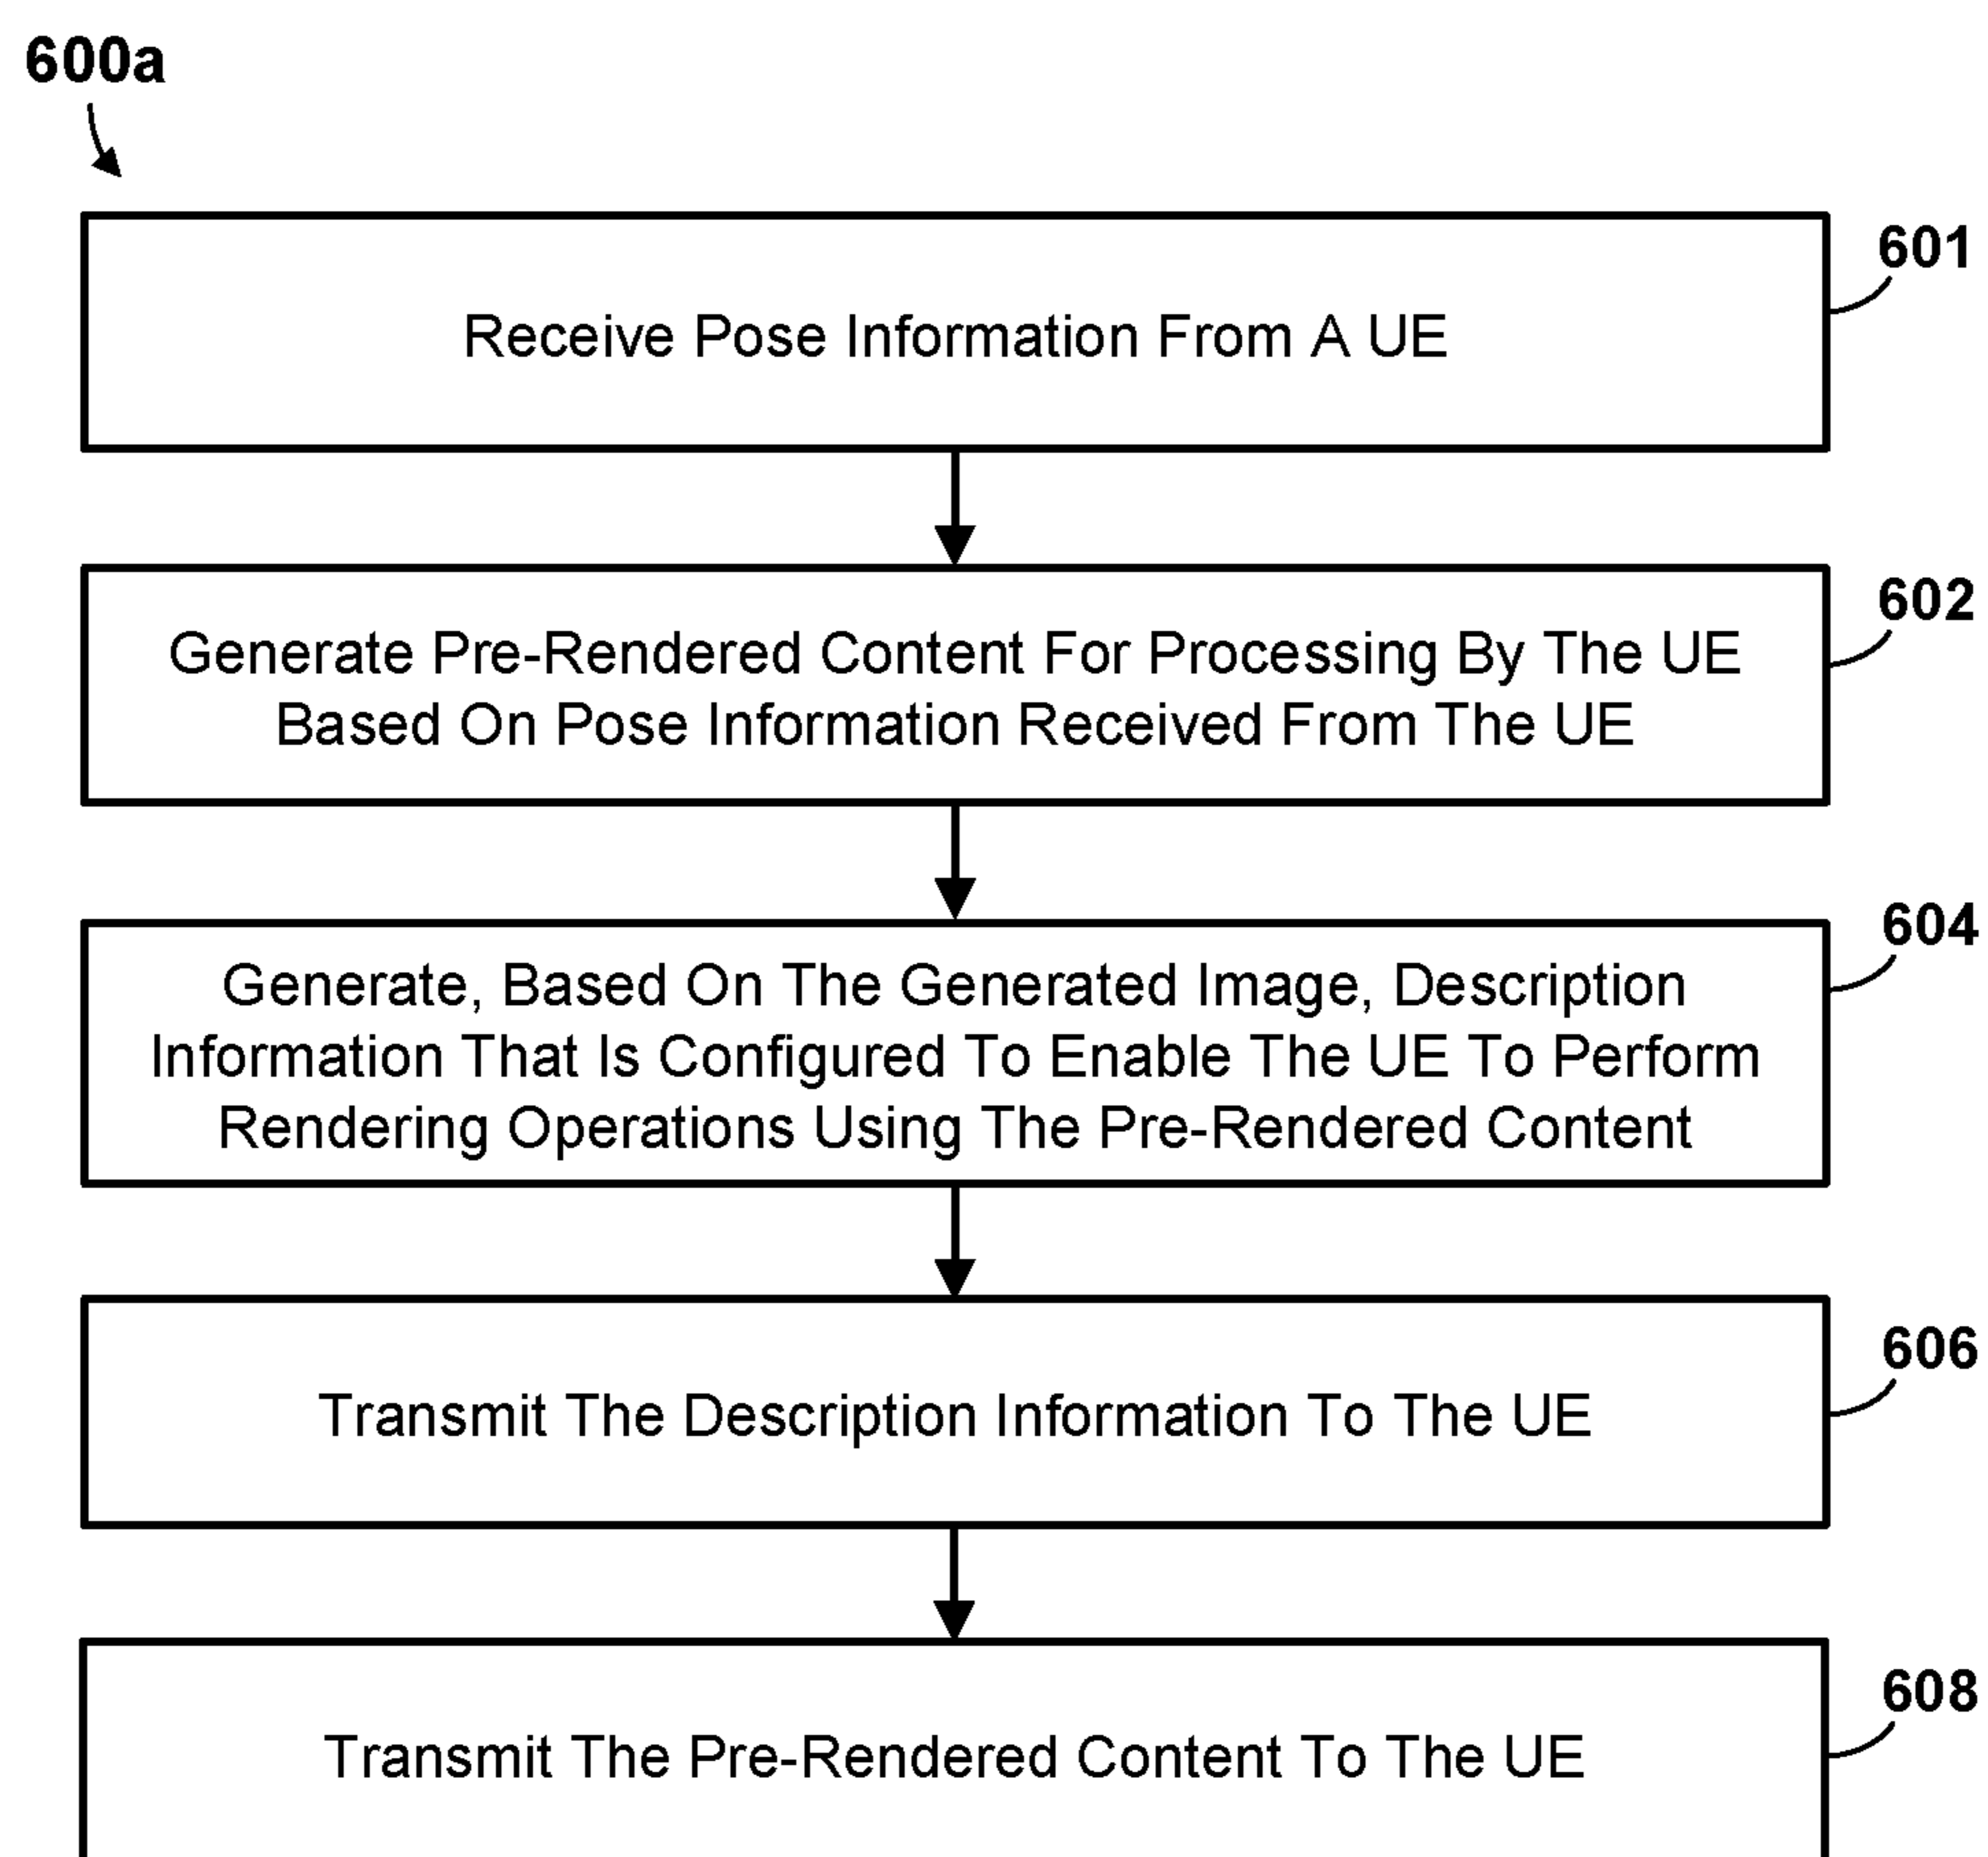 600a
601
Receive Pose Information From A UE
602
Generate Pre-Rendered Content For Processing By The UE
Based On Pose Information Received From The UE
604
Generate, Based On The Generated Image, Description
Information That Is Configured To Enable The UE To Perform
Rendering Operations Using The Pre-Rendered Content
606
Transmit The Description Information To The UE
608
Transmit The Pre-Rendered Content To The UE